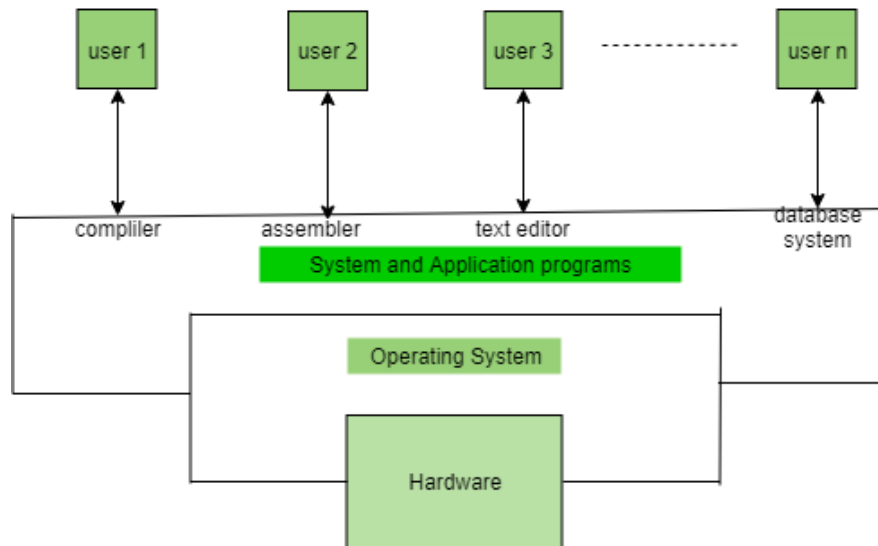 user 1
user 2
user 3
user n
compliler
assembler
text editor
database
system
System and Application programs
Operating System
Hardware